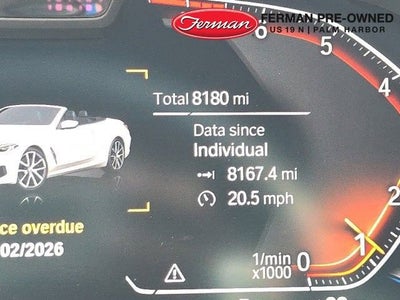 Ferman
FERMAN PRE-OWNED
US 19 N | PALM HARBOR
Total 8180 mi
Data since
Individual
8167.4 mi
20.5 mph
ce overdue
02/2026
1/min
x1000
0
1
2
4
5
6